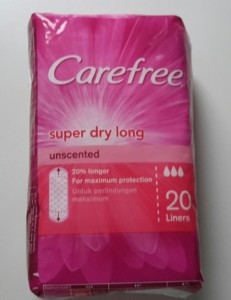 Carefree
super dry long
unscented
20% longer
For maximum protection
Untuk perlindungan
maksimum
20
Liners